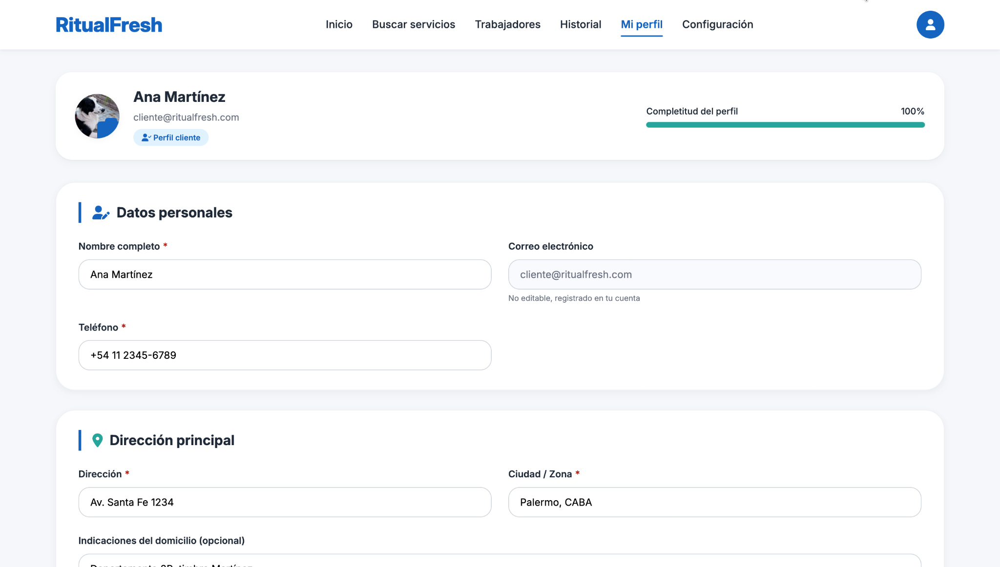 RitualFresh
Inicio
Buscar servicios
Trabajadores
Historial
Mi perfil
Configuración
Ana Martínez
cliente@ritualfresh.com
Perfil cliente
Completitud del perfil
100%
Datos personales
Nombre completo *
Correo electrónico
Ana Martínez
cliente@ritualfresh.com
No editable, registrado en tu cuenta
Teléfono *
+54 11 2345-6789
Dirección principal
Dirección *
Ciudad / Zona *
Av. Santa Fe 1234
Palermo, CABA
Indicaciones del domicilio (opcional)